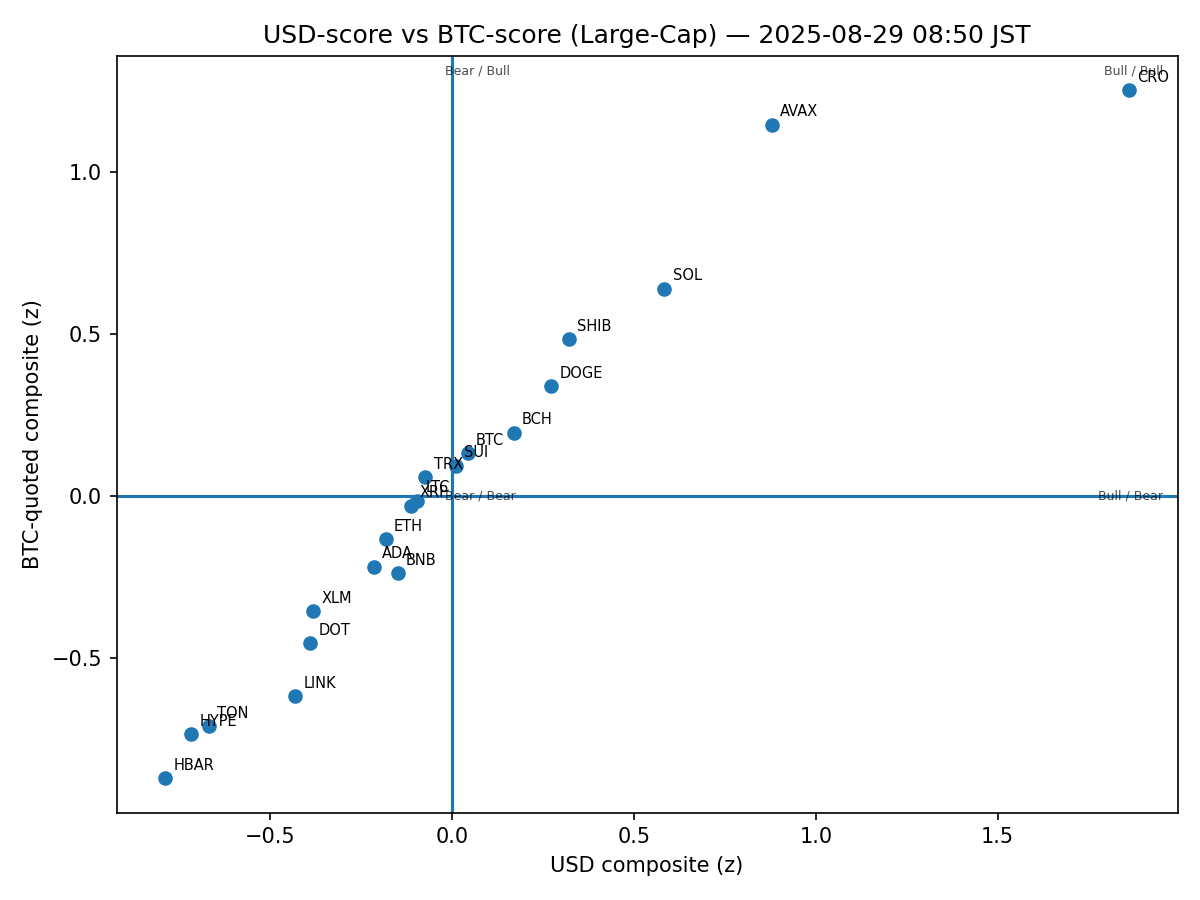 USD-score vs BTC-score (Large-Cap) — 2025-08-29 08:50 JST
Bear / Bull
Bull / Bull
CRO
AVAX
1.0
SOL
SHIB
0.5
DOGE
BCH
BTC
SUI
TRX
LTC
XRP
0.0
Bear / Bear
Bull / Bear
ETH
ADA
BNB
XLM
DOT
−0.5
LINK
TON
HYPE
HBAR
−0.5
0.0
0.5
1.0
1.5
USD composite (z)
BTC-quoted composite (z)